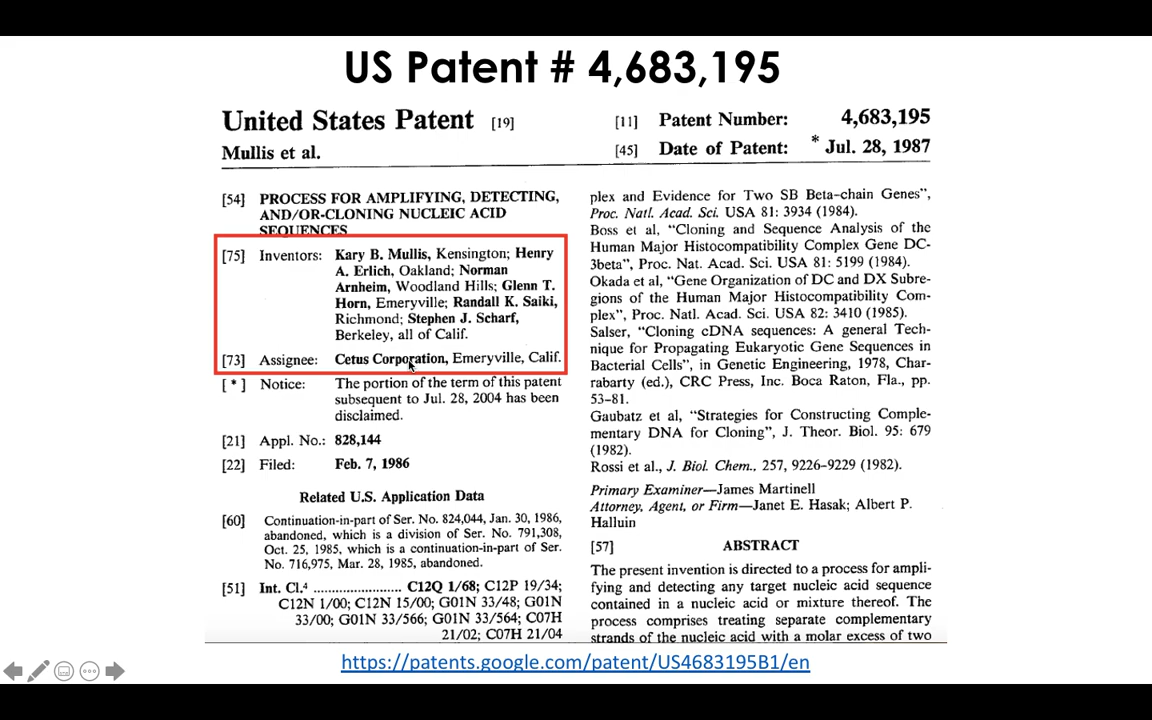 US Patent # 4,683,195
United States Patent [19]
Mullis et al.
[11] Patent Number: 4,683,195
[45] Date of Patent: * Jul. 28, 1987
[54] PROCESS FOR AMPLIFYING, DETECTING,
AND/OR-CLONING NUCLEIC ACID
SEQUENCES
[75] Inventors: Kary B. Mullis, Kensington; Henry
A. Erlich, Oakland; Norman
Arnheim, Woodland Hills; Glenn T.
Horn, Emeryville; Randall K. Saiki,
Richmond; Stephen J. Scharf,
Berkeley, all of Calif.
[73] Assignee: Cetus Corporation, Emeryville, Calif.
[*] Notice: The portion of the term of this patent
subsequent to Jul. 28, 2004 has been
disclaimed.
[21] Appl. No.: 828,144
[22] Filed: Feb. 7, 1986
Related U.S. Application Data
[60] Continuation-in-part of Ser. No. 824,044, Jan. 30, 1986,
abandoned, which is a division of Ser. No. 791,308,
Oct. 25, 1985, which is a continuation-in-part of Ser.
No. 716,975, Mar. 28, 1985, abandoned.
[51] Int. Cl.⁴ ........................ C12Q 1/68; C12P 19/34;
C12N 1/00; C12N 15/00; G01N 33/48; G01N
33/00; G01N 33/566; G01N 33/564; C07H
21/02; C07H 21/04
plex and Evidence for Two SB Beta-chain Genes",
Proc. Natl. Acad. Sci. USA 81: 3934 (1984).
Boss et al, "Cloning and Sequence Analysis of the
Human Major Histocompatibility Complex Gene DC-
3beta", Proc. Nat. Acad. Sci. USA 81: 5199 (1984).
Okada et al, "Gene Organization of DC and DX Subre-
gions of the Human Major Histocompatibility Com-
plex", Proc. Natl. Acad. Sci. USA 82: 3410 (1985).
Salser, "Cloning cDNA sequences: A general Tech-
nique for Propagating Eukaryotic Gene Sequences in
Bacterial Cells", in Genetic Engineering, 1978, Char-
rabarty (ed.), CRC Press, Inc. Boca Raton, Fla., pp.
53-81.
Gaubatz et al, "Strategies for Constructing Comple-
mentary DNA for Cloning", J. Theor. Biol. 95: 679
(1982).
Rossi et al., J. Biol. Chem., 257, 9226-9229 (1982).
Primary Examiner—James Martinell
Attorney, Agent, or Firm—Janet E. Hasak; Albert P.
Halluin
[57] ABSTRACT
The present invention is directed to a process for ampli-
fying and detecting any target nucleic acid sequence
contained in a nucleic acid or mixture thereof. The
process comprises treating separate complementary
strands of the nucleic acid with a molar excess of two
https://patents.google.com/patent/US4683195B1/en